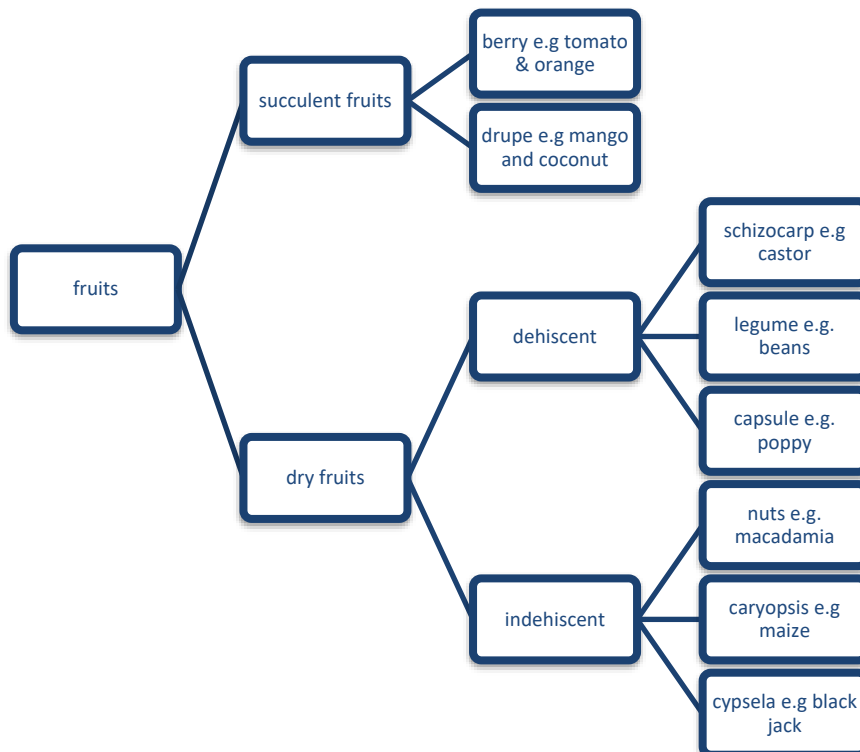 fruits
succulent fruits
berry e.g tomato
& orange
drupe e.g mango
and coconut
dry fruits
dehiscent
schizocarp e.g
castor
legume e.g.
beans
capsule e.g.
poppy
indehiscent
nuts e.g.
macadamia
caryopsis e.g
maize
cypsela e.g black
jack